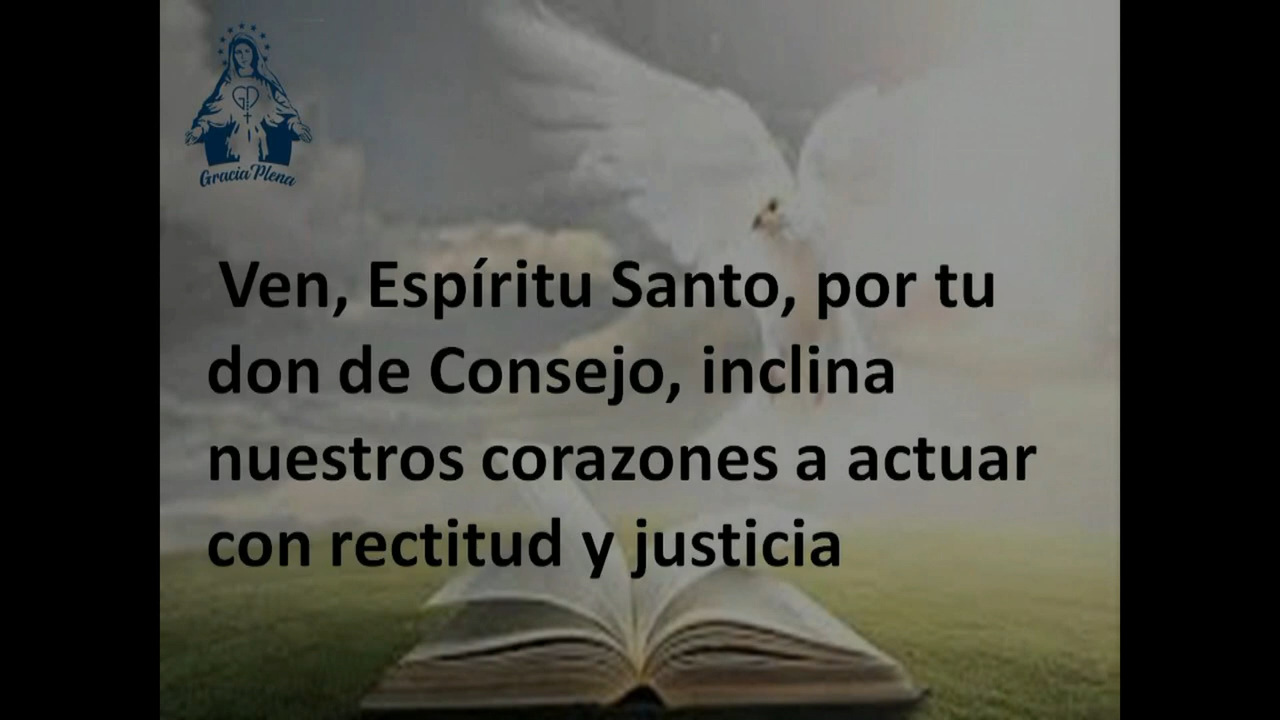 Gracia Plena
Ven, Espíritu Santo, por tu
don de Consejo, inclina
nuestros corazones a actuar
con rectitud y justicia